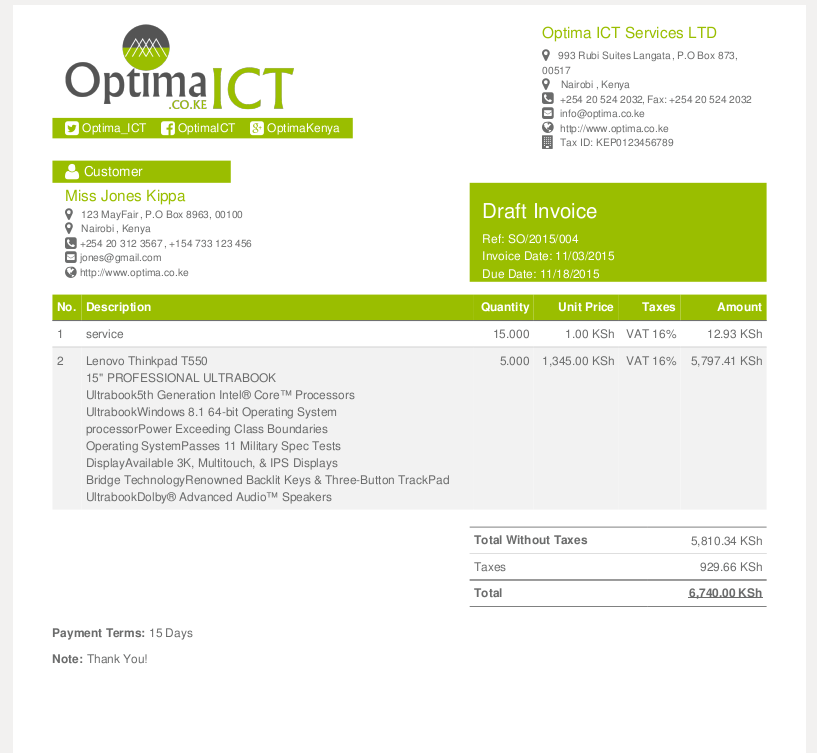 OptimaICT
.CO.KE
Optima_ICT OptimaICT OptimaKenya
Optima ICT Services LTD
993 Rubi Suites Langata, P.O Box 873,
00517
Nairobi , Kenya
+254 20 524 2032, Fax: +254 20 524 2032
info@optima.co.ke
http://www.optima.co.ke
Tax ID: KEP0123456789
Customer
Miss Jones Kippa
123 MayFair, P.O Box 8963, 00100
Nairobi , Kenya
+254 20 312 3567, +154 733 123 456
jones@gmail.com
http://www.optima.co.ke
Draft Invoice
Ref: SO/2015/004
Invoice Date: 11/03/2015
Due Date: 11/18/2015
No. Description Quantity Unit Price Taxes Amount
1 service 15.000 1.00 KSh VAT 16% 12.93 KSh
2 Lenovo Thinkpad T550 5.000 1,345.00 KSh VAT 16% 5,797.41 KSh
15" PROFESSIONAL ULTRABOOK
Ultrabook5th Generation Intel® Core™ Processors
UltrabookWindows 8.1 64-bit Operating System
processorPower Exceeding Class Boundaries
Operating SystemPasses 11 Military Spec Tests
DisplayAvailable 3K, Multitouch, & IPS Displays
Bridge TechnologyRenowned Backlit Keys & Three-Button TrackPad
UltrabookDolby® Advanced Audio™ Speakers
Total Without Taxes 5,810.34 KSh
Taxes 929.66 KSh
Total 6,740.00 KSh
Payment Terms: 15 Days
Note: Thank You!